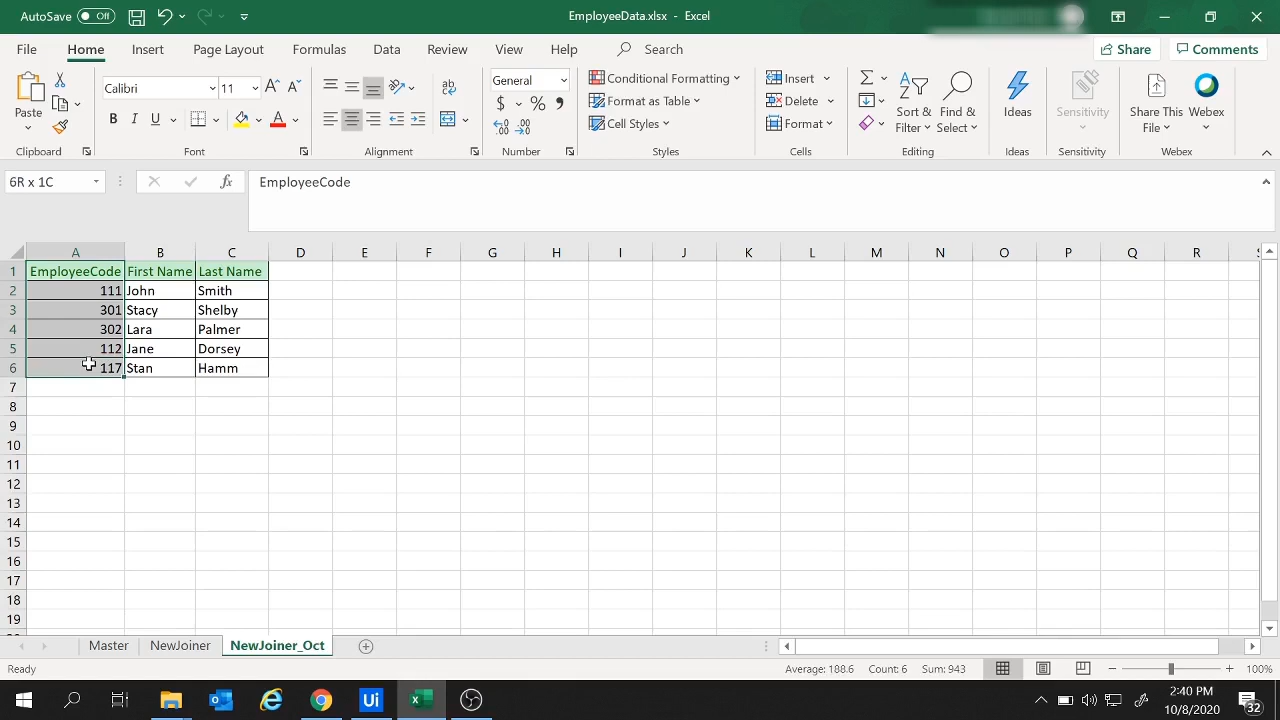 AutoSave Off EmployeeData.xlsx - Excel
File Home Insert Page Layout Formulas Data Review View Help Search Share Comments
Calibri 11 General Conditional Formatting Insert
Paste B I U A $ % Format as Table Delete Sort & Find & Ideas Sensitivity Share This Webex
Cell Styles Format Filter Select File
Clipboard Font Alignment Number Styles Cells Editing Ideas Sensitivity Webex
6R x 1C fx EmployeeCode
A B C D E F G H I J K L M N O P Q R S
1 EmployeeCode First Name Last Name
2 111 John Smith
3 301 Stacy Shelby
4 302 Lara Palmer
5 112 Jane Dorsey
6 117 Stan Hamm
7
8
9
10
11
12
13
14
15
16
17
18
19
Master NewJoiner NewJoiner_Oct
Ready Average: 188.6 Count: 6 Sum: 943 100%
2:40 PM
10/8/2020
32